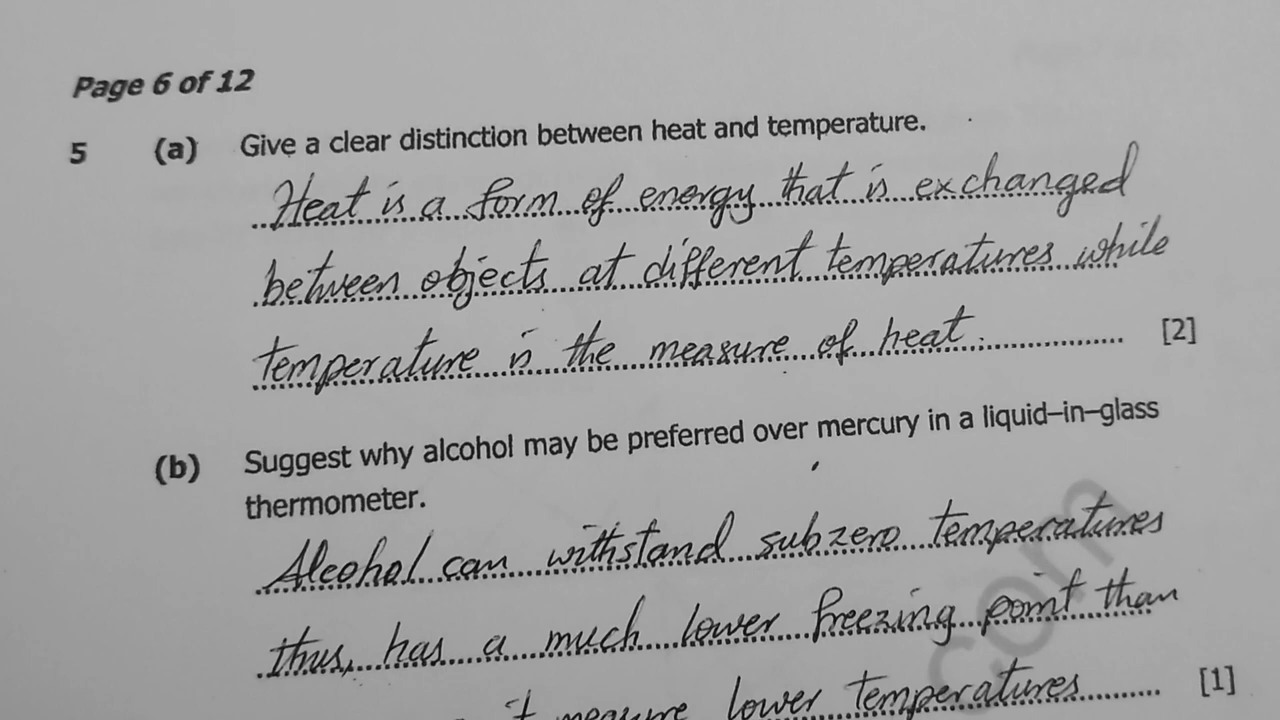 Page 6 of 12
5 (a) Give a clear distinction between heat and temperature.
Heat is a form of energy that is exchanged
between objects at different temperatures while
temperature is the measure of heat. [2]
(b) Suggest why alcohol may be preferred over mercury in a liquid–in–glass
thermometer.
Alcohol can withstand subzero temperatures
thus, has a much lower freezing point than
it measure lower temperatures [1]
com